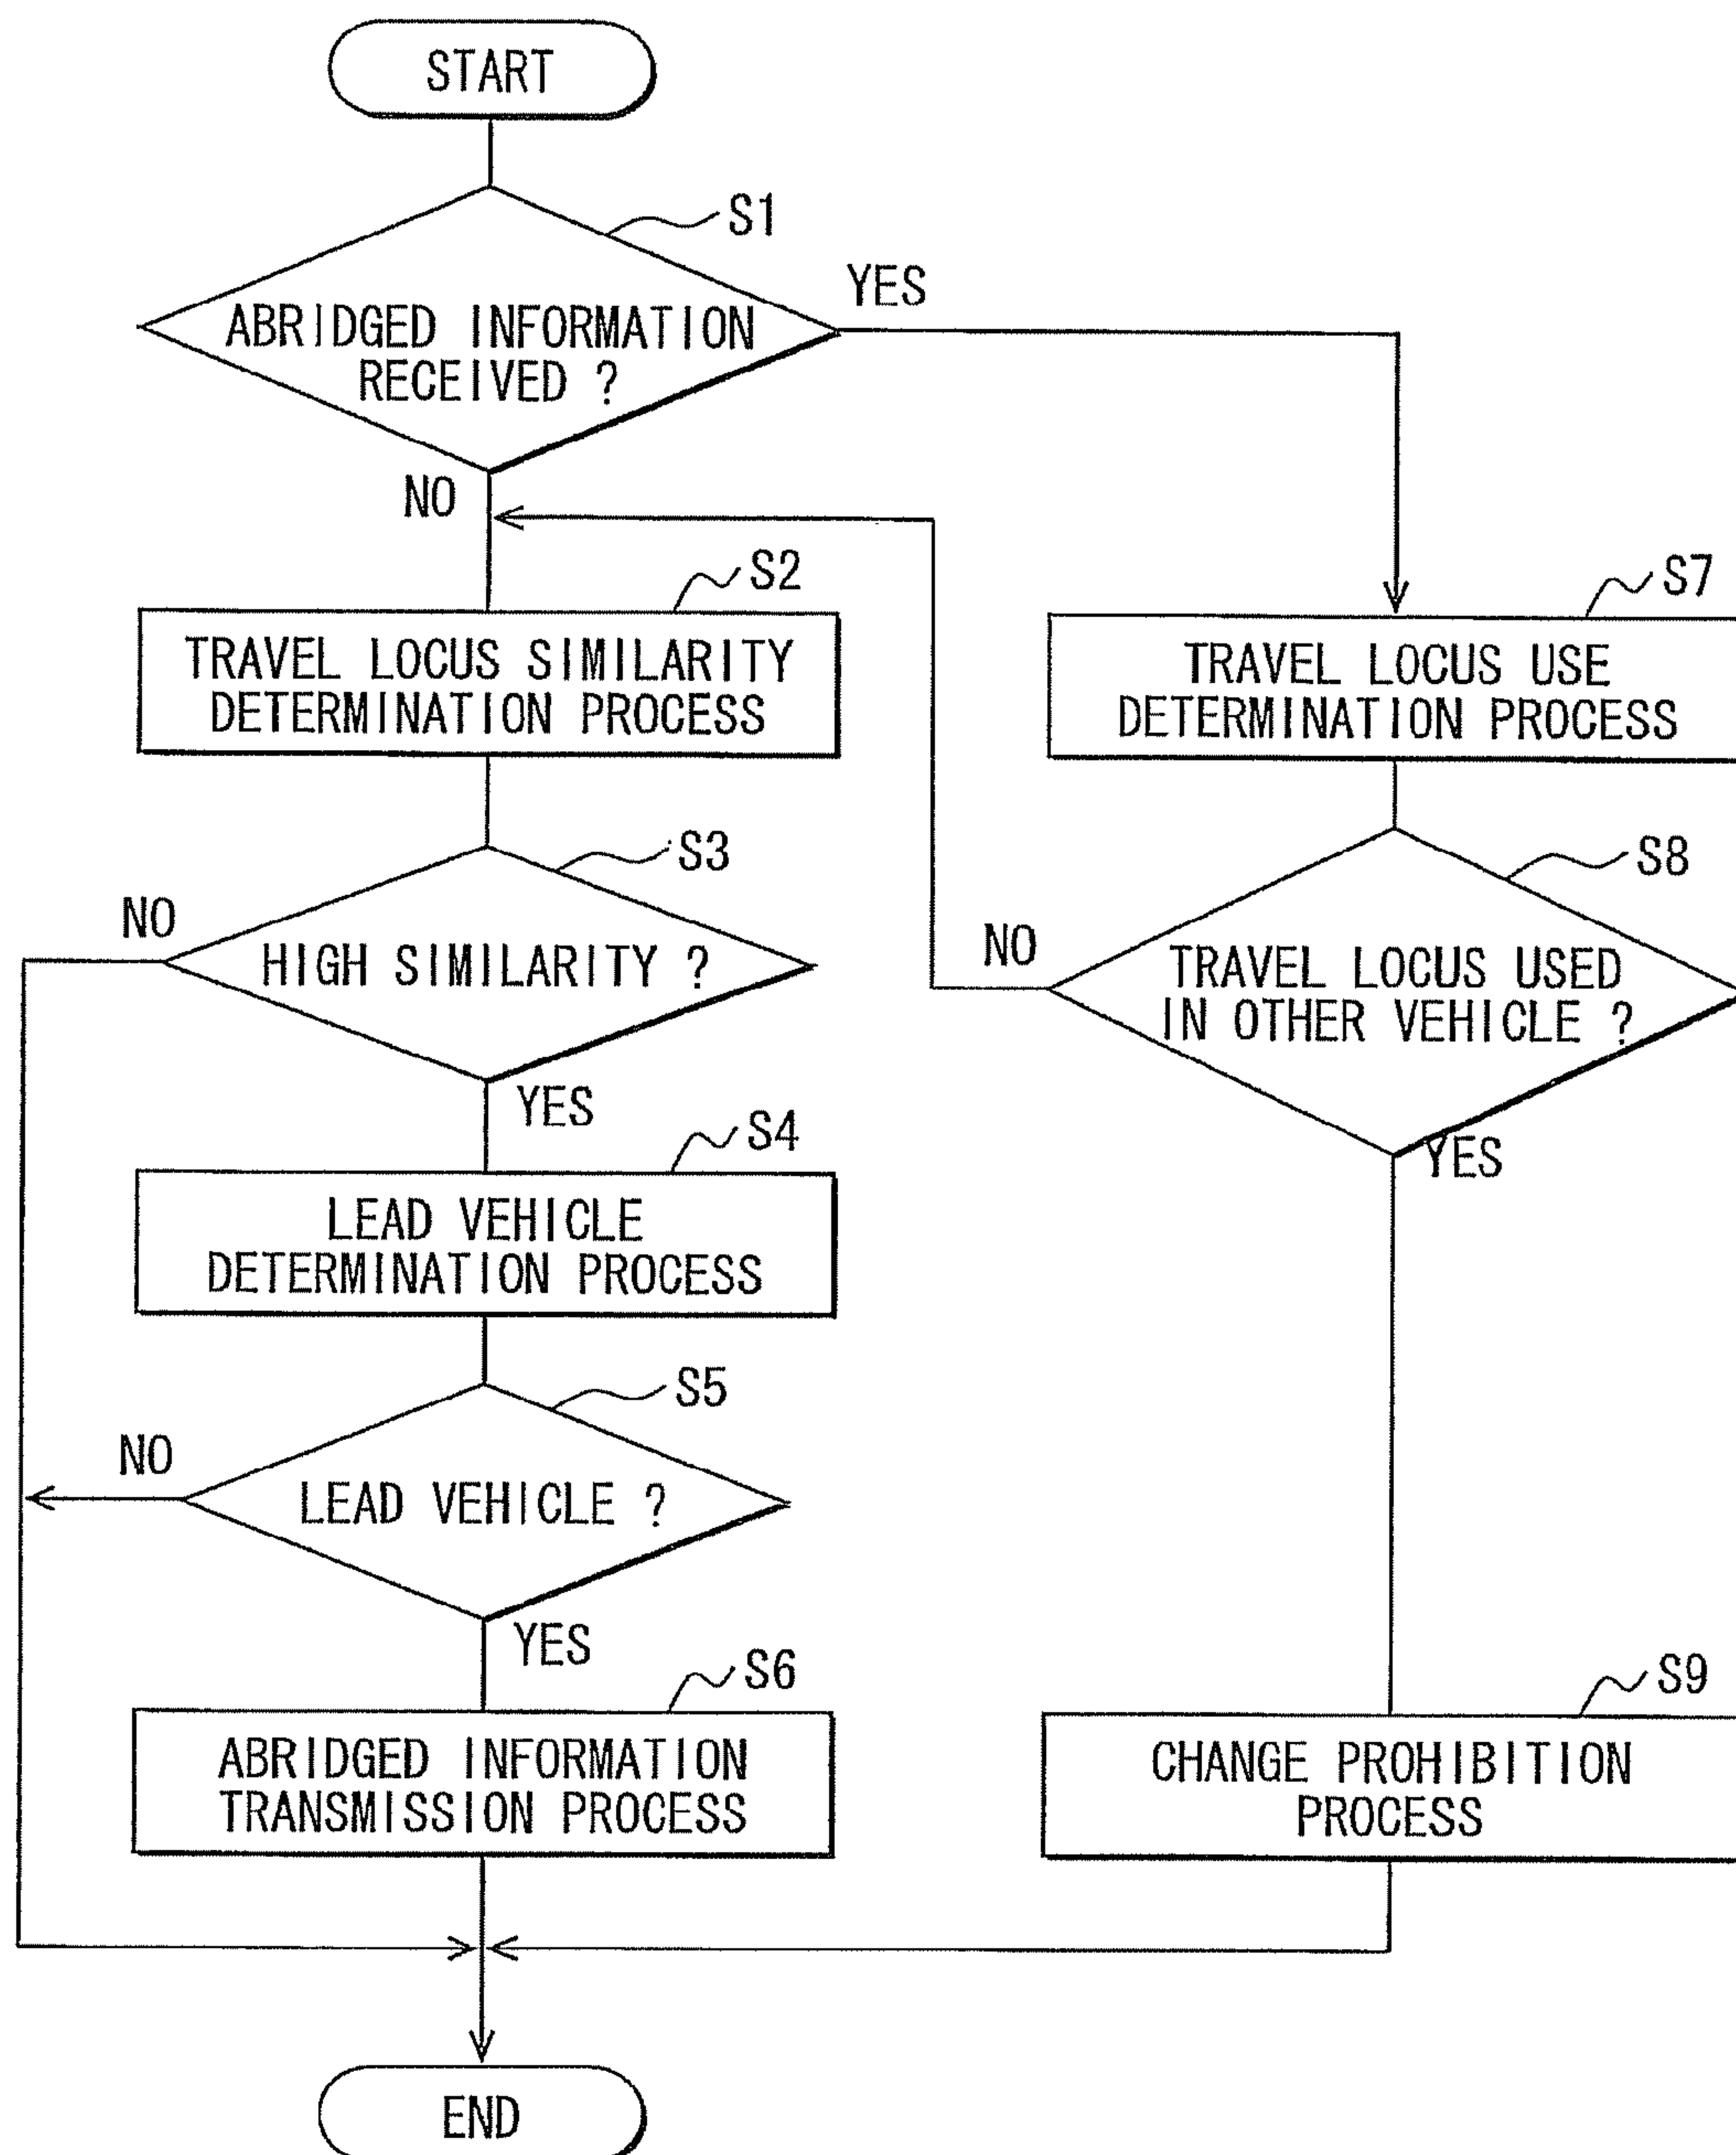 START
S1
ABRIDGED INFORMATION
RECEIVED ?
YES
NO
S2
TRAVEL LOCUS SIMILARITY
DETERMINATION PROCESS
S3
HIGH SIMILARITY ?
NO
YES
S4
LEAD VEHICLE
DETERMINATION PROCESS
S5
LEAD VEHICLE ?
NO
YES
S6
ABRIDGED INFORMATION
TRANSMISSION PROCESS
S7
TRAVEL LOCUS USE
DETERMINATION PROCESS
S8
TRAVEL LOCUS USED
IN OTHER VEHICLE ?
NO
YES
S9
CHANGE PROHIBITION
PROCESS
END